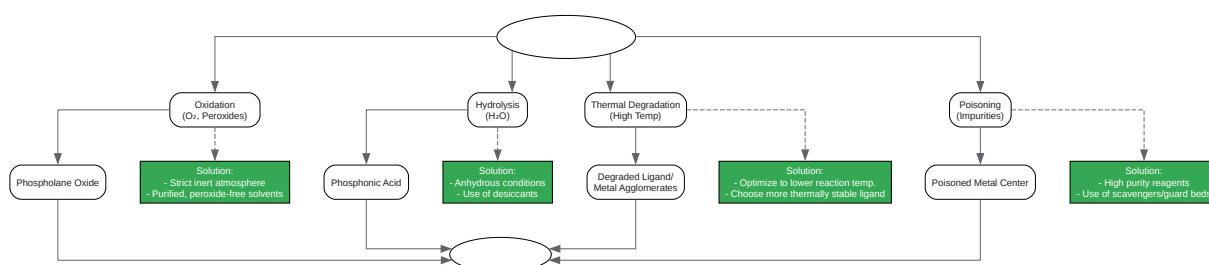 Oxidation
(O₂, Peroxides)
Hydrolysis
(H₂O)
Thermal Degradation
(High Temp)
Poisoning
(Impurities)
Phospholane Oxide
Solution:
- Strict inert atmosphere
- Purified, peroxide-free solvents
Phosphonic Acid
Solution:
- Anhydrous conditions
- Use of desiccants
Degraded Ligand/
Metal Agglomerates
Solution:
- Optimize to lower reaction temp.
- Choose more thermally stable ligand
Poisoned Metal Center
Solution:
- High purity reagents
- Use of scavengers/guard beds